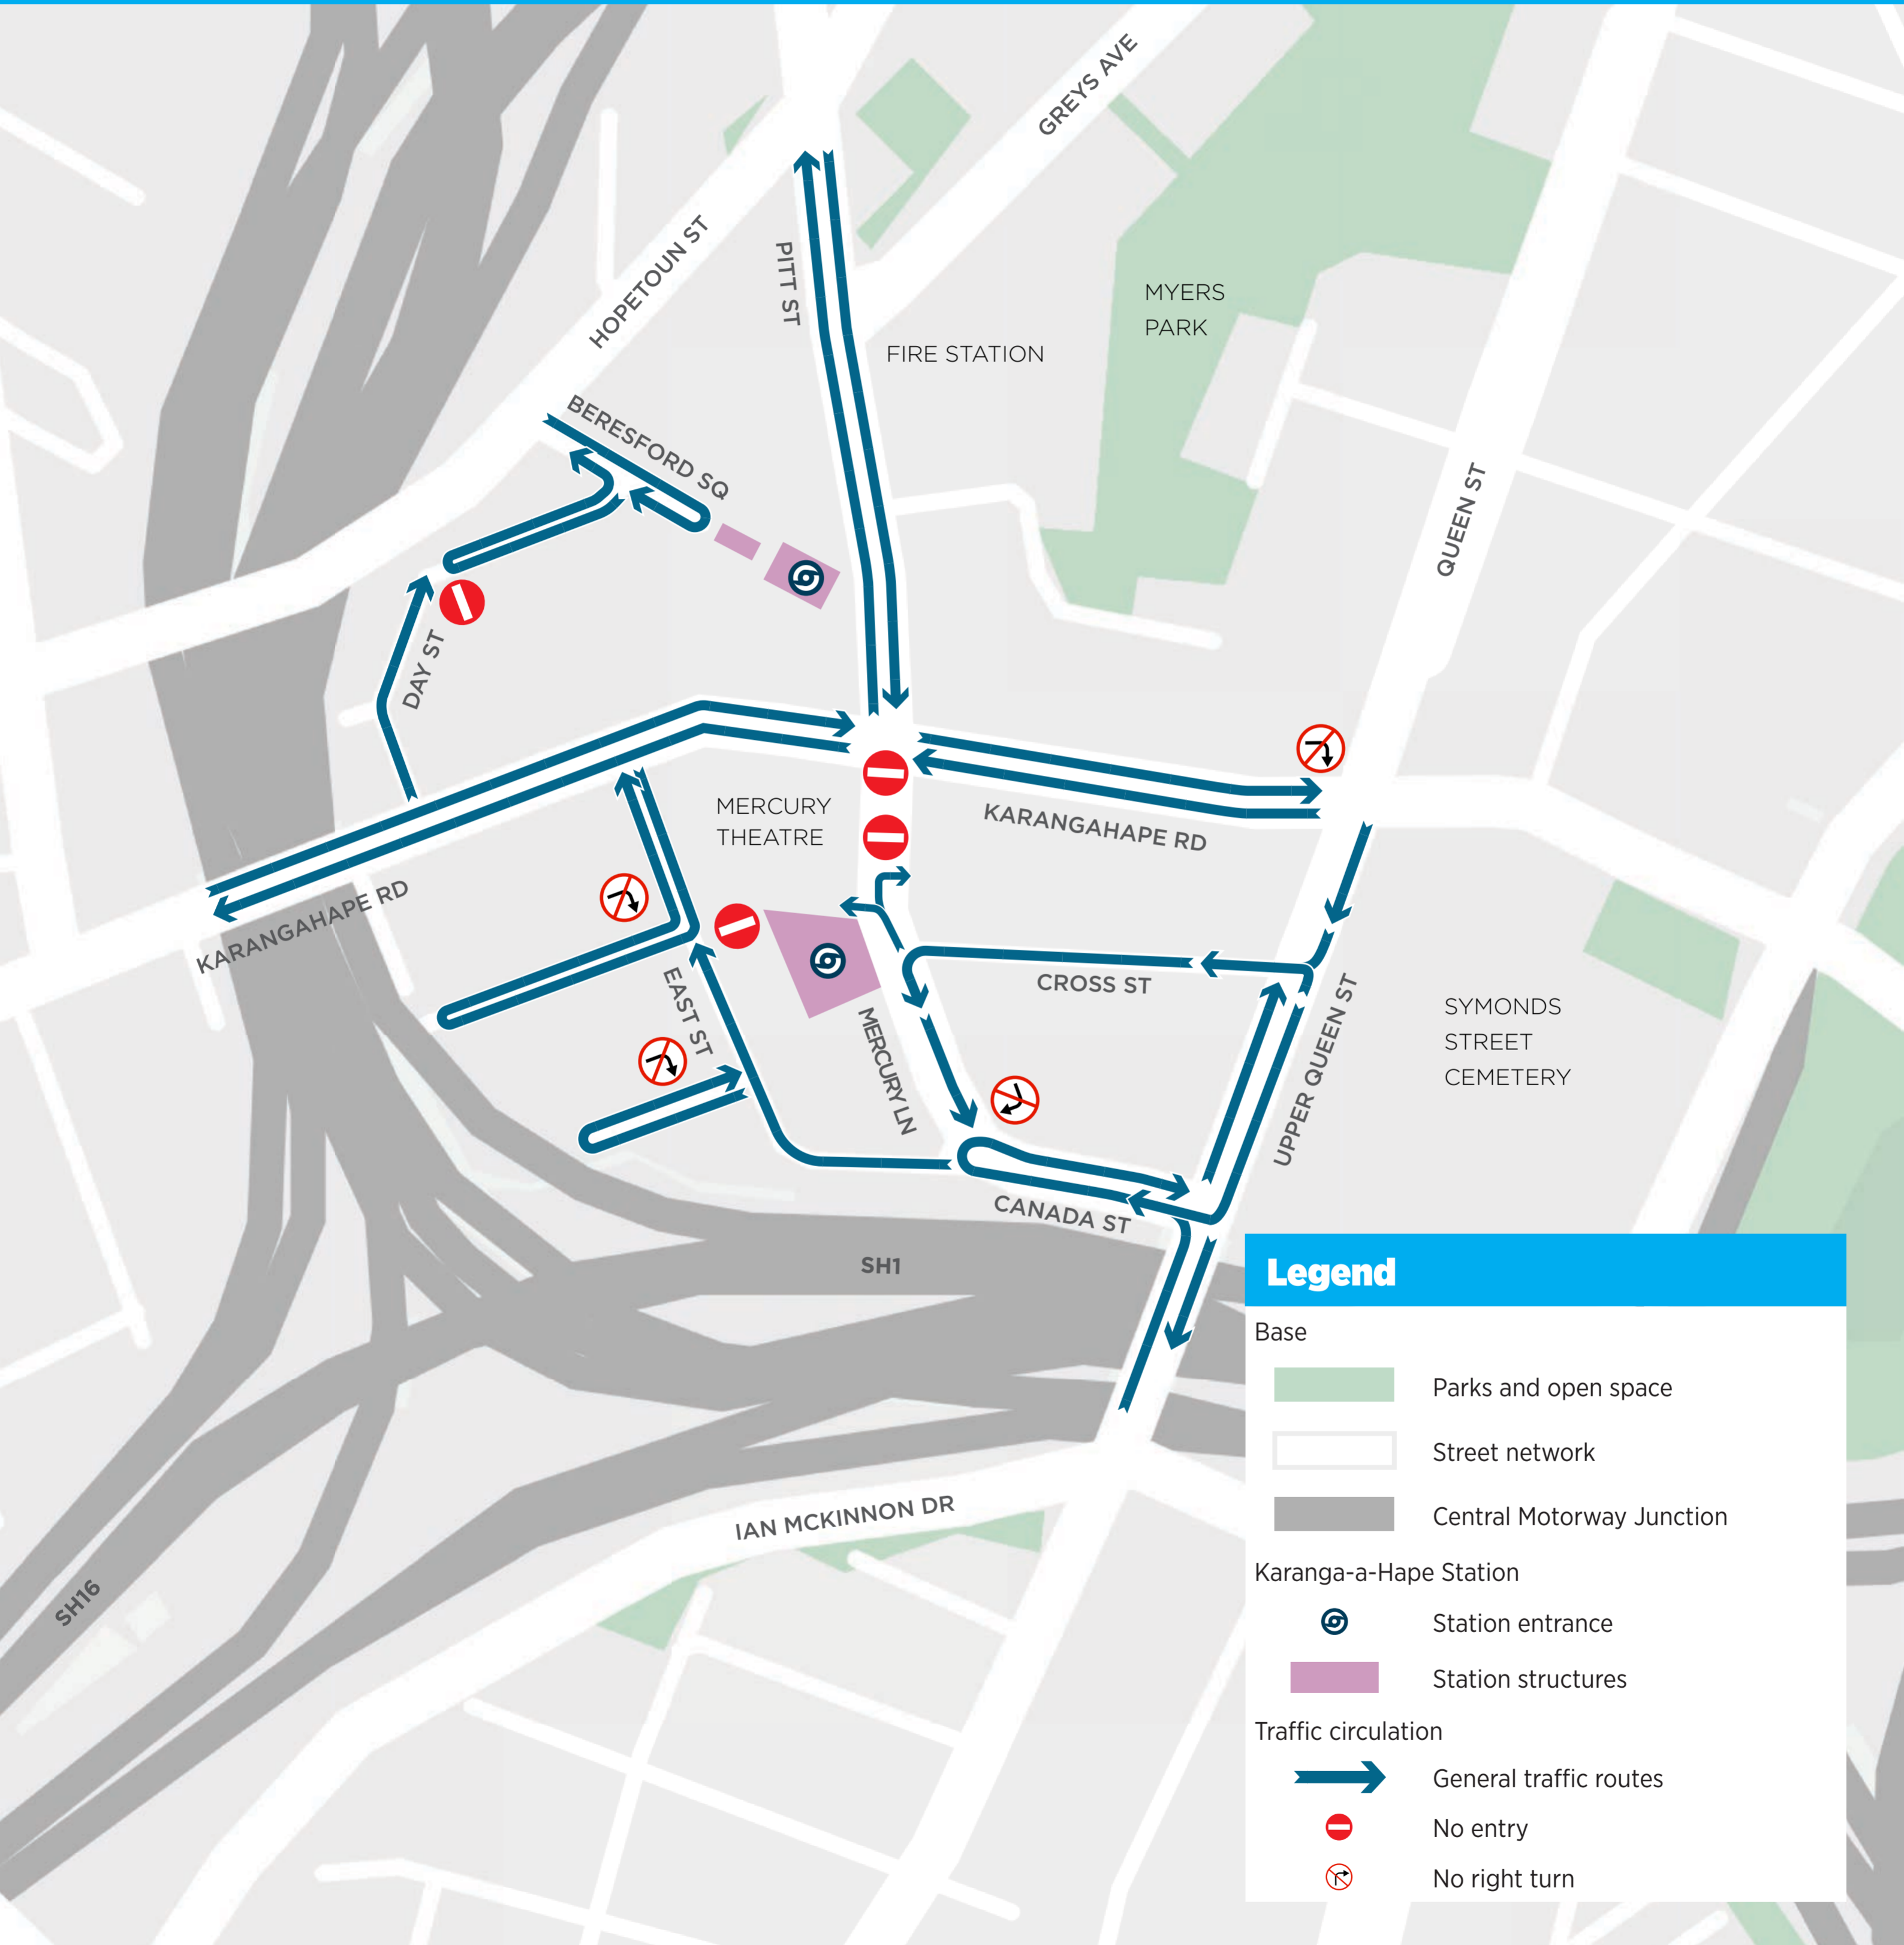 GREYS AVE
HOPETOUN ST
PITT ST
MYERS
PARK
FIRE STATION
BERESFORD SQ
QUEEN ST
DAY ST
MERCURY
THEATRE
KARANGAHAPE RD
KARANGAHAPE RD
EAST ST
CROSS ST
MERCURY LN
UPPER QUEEN ST
SYMONDS
STREET
CEMETERY
CANADA ST
SH1
IAN MCKINNON DR
SH16
Legend
Base
Parks and open space
Street network
Central Motorway Junction
Karanga-a-Hape Station
Station entrance
Station structures
Traffic circulation
General traffic routes
No entry
No right turn